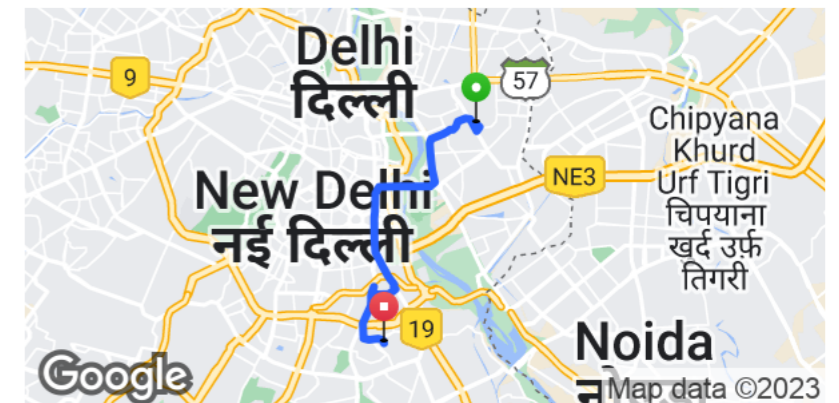 Delhi
दिल्ली
9
57
Chipyana
Khurd
Urf Tigri
चिपयाना
खुर्द उर्फ़
तिगरी
NE3
New Delhi
नई दिल्ली
19
Noida
Google
Map data ©2023